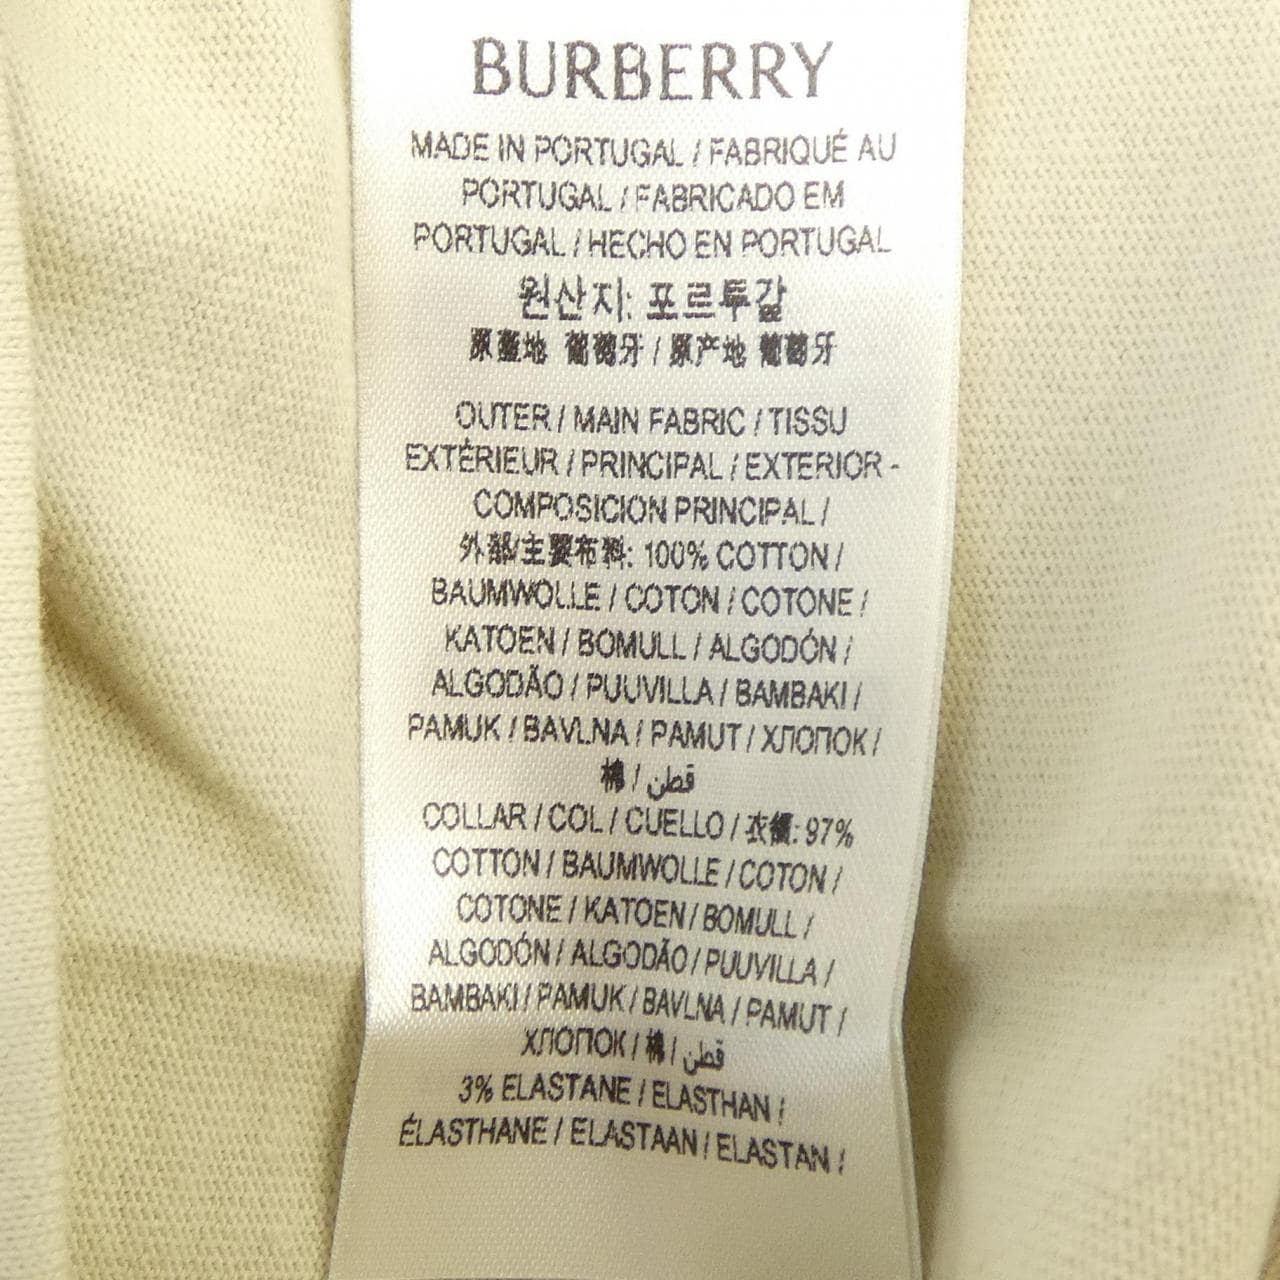 BURBERRY
MADE IN PORTUGAL / FABRIQUÉ AU
PORTUGAL / FABRICADO EM
PORTUGAL / HECHO EN PORTUGAL
원산지: 포르투갈
原產地 葡萄牙 / 原产地 葡萄牙
OUTER / MAIN FABRIC / TISSU
EXTÉRIEUR / PRINCIPAL / EXTERIOR -
COMPOSICION PRINCIPAL /
外部/主要布料: 100% COTTON /
BAUMWOLLE / COTON / COTONE /
KATOEN / BOMULL / ALGODÓN /
ALGODÃO / PUUVILLA / BAMBAKI /
PAMUK / BAVLNA / PAMUT / ХЛОПОК /
棉 / قطن
COLLAR / COL / CUELLO / 衣領: 97%
COTTON / BAUMWOLLE / COTON /
COTONE / KATOEN / BOMULL /
ALGODÓN / ALGODÃO / PUUVILLA /
BAMBAKI / PAMUK / BAVLNA / PAMUT /
ХЛОПОК / 棉 / قطن
3% ELASTANE / ELASTHAN /
ÉLASTHANE / ELASTAAN / ELASTAN /